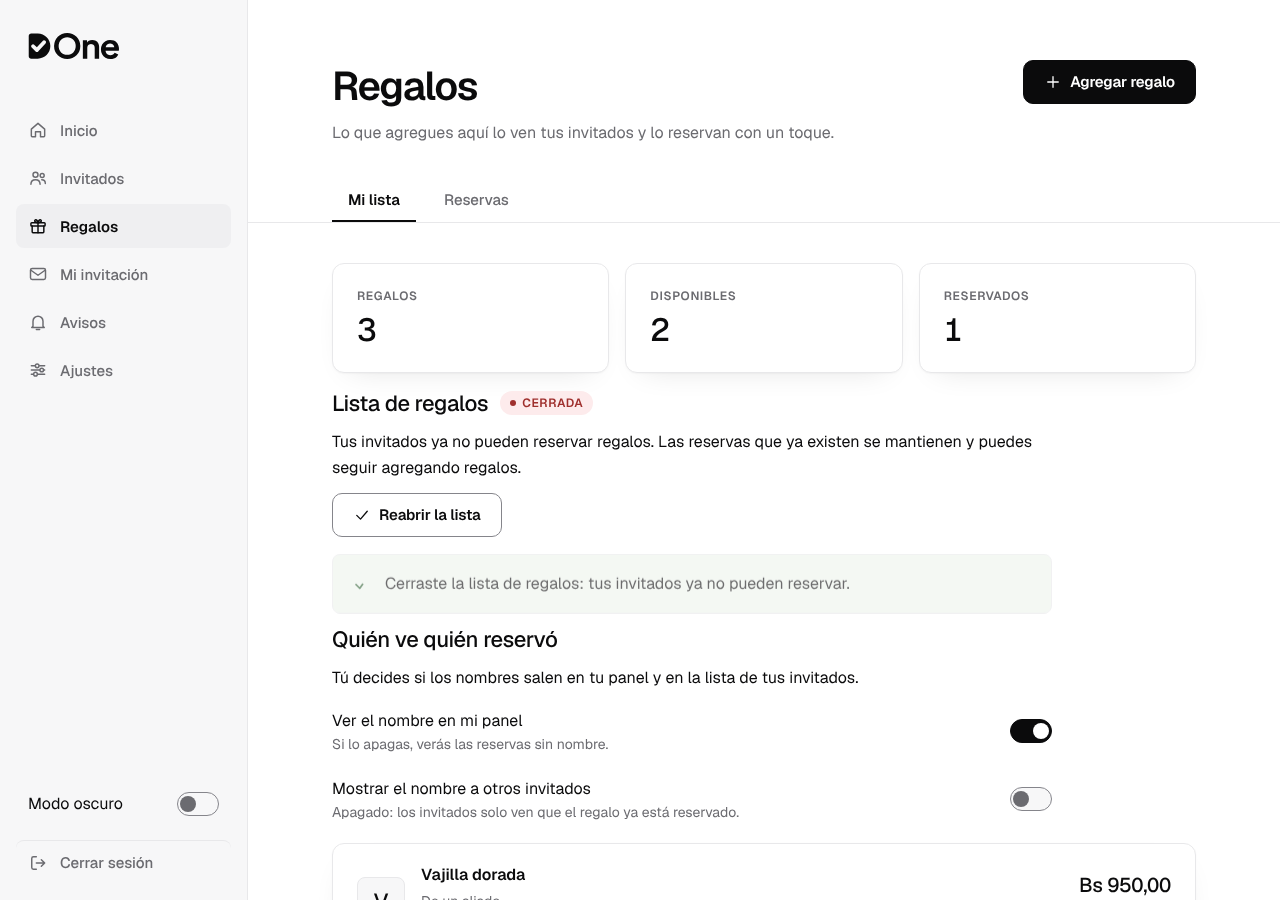 One
Inicio
Invitados
Regalos
Mi invitación
Avisos
Ajustes
Modo oscuro
Cerrar sesión
Regalos
Agregar regalo
Lo que agregues aquí lo ven tus invitados y lo reservan con un toque.
Mi lista
Reservas
REGALOS
3
DISPONIBLES
2
RESERVADOS
1
Lista de regalos
CERRADA
Tus invitados ya no pueden reservar regalos. Las reservas que ya existen se mantienen y puedes
seguir agregando regalos.
Reabrir la lista
Cerraste la lista de regalos: tus invitados ya no pueden reservar.
Quién ve quién reservó
Tú decides si los nombres salen en tu panel y en la lista de tus invitados.
Ver el nombre en mi panel
Si lo apagas, verás las reservas sin nombre.
Mostrar el nombre a otros invitados
Apagado: los invitados solo ven que el regalo ya está reservado.
V
Vajilla dorada
De un aliado
Bs 950,00